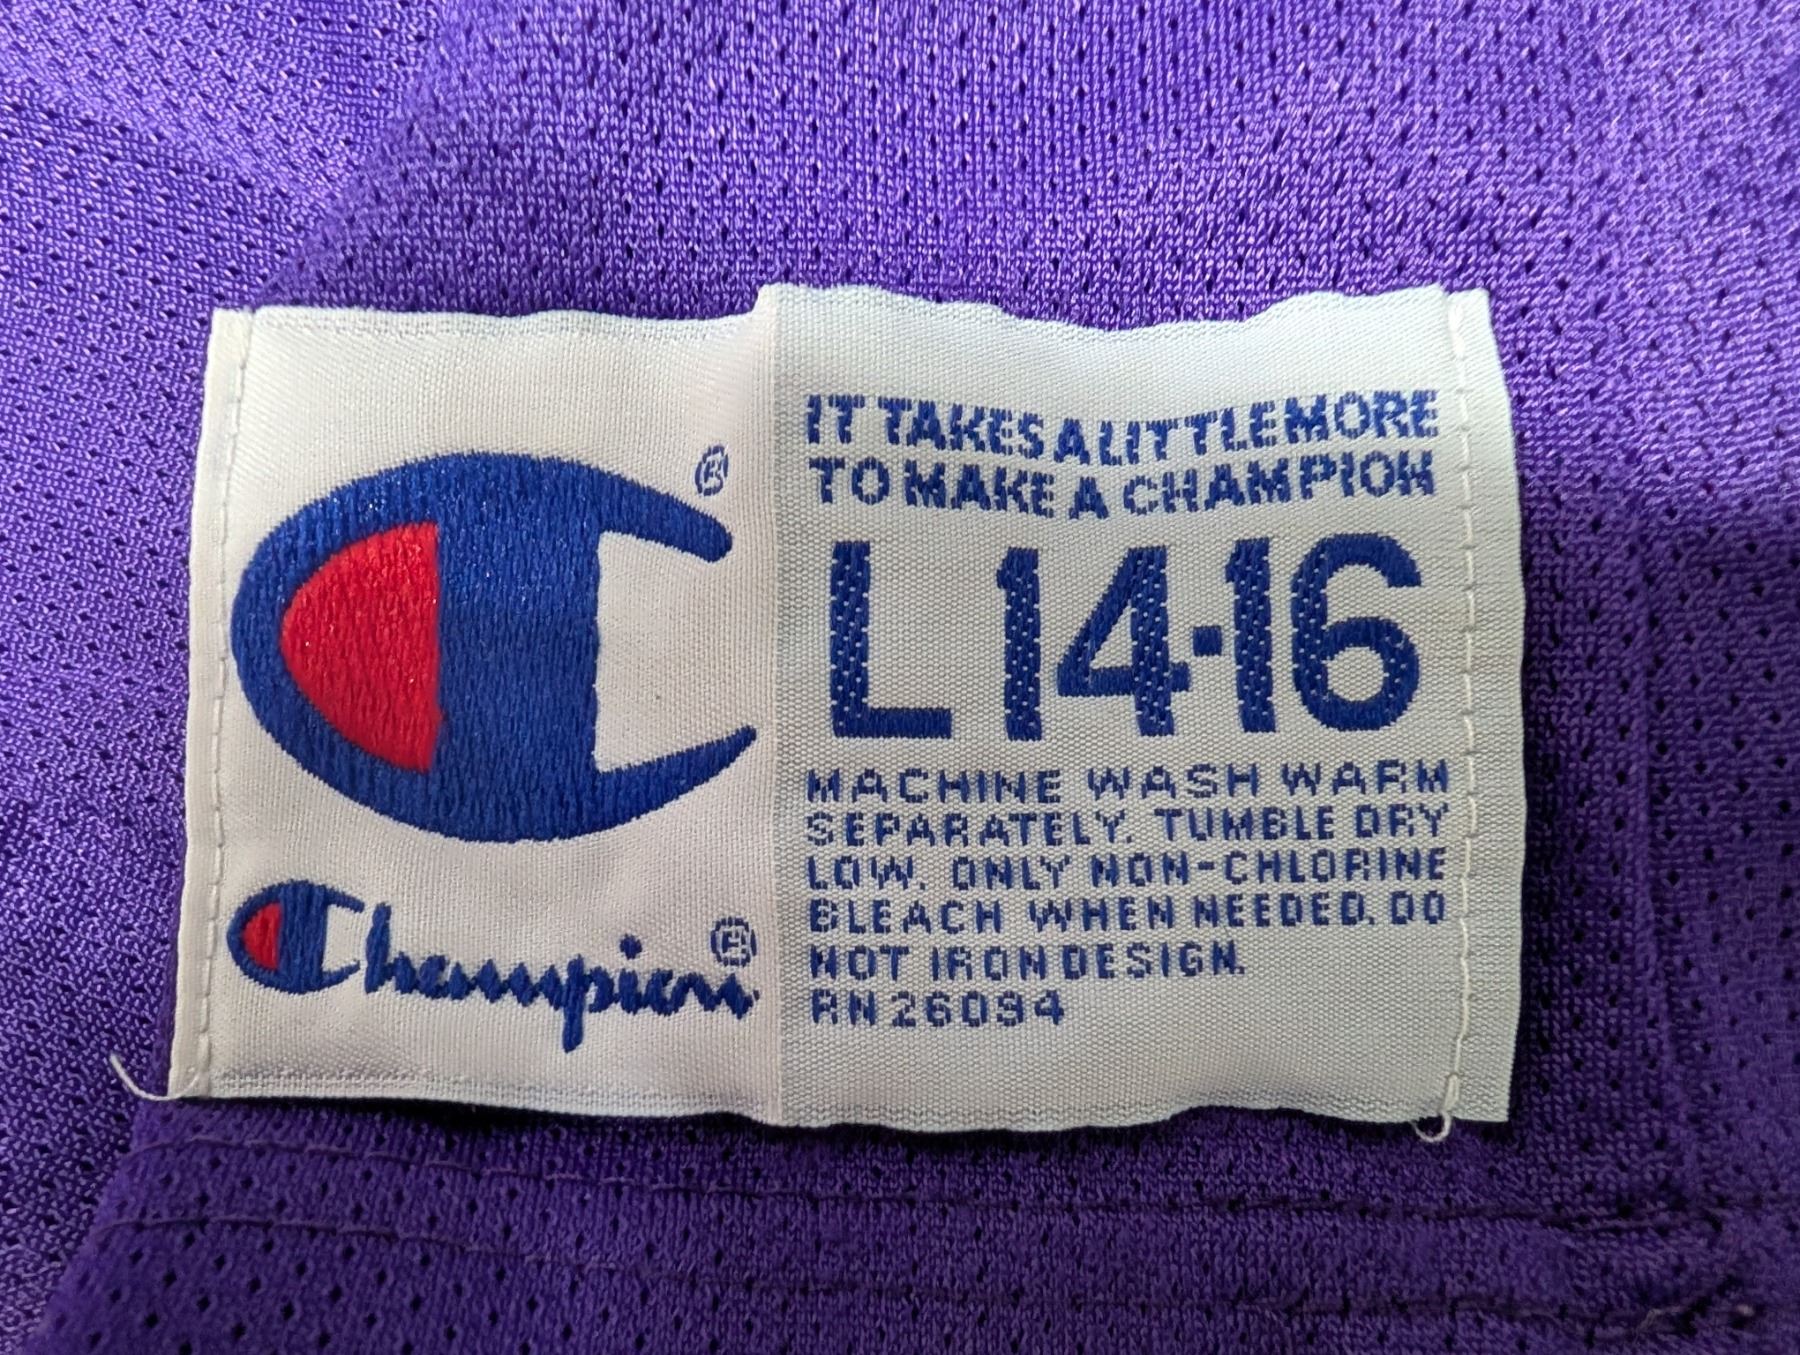 ®
Champion®
IT TAKES A LITTLE MORE
TO MAKE A CHAMPION
L 14-16
MACHINE WASH WARM
SEPARATELY. TUMBLE DRY
LOW. ONLY NON-CHLORINE
BLEACH WHEN NEEDED. DO
NOT IRON DESIGN.
RN 26094